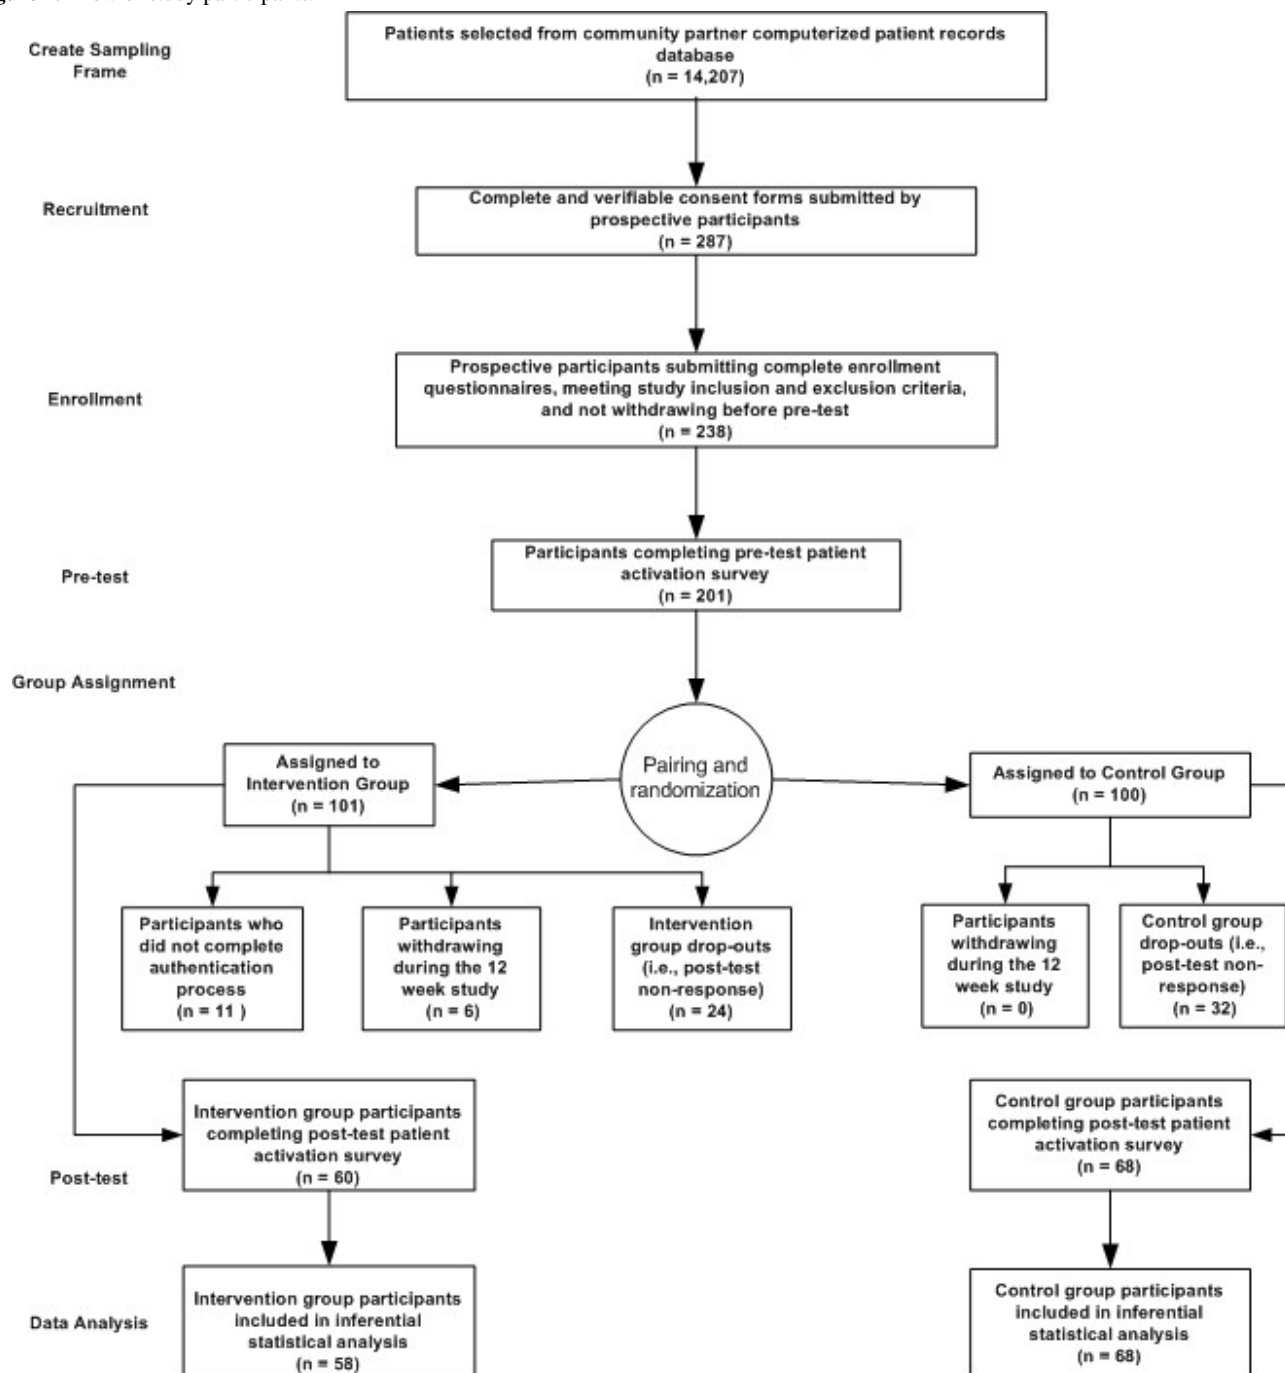 Create Sampling
Frame
Patients selected from community partner computerized patient records
database
(n = 14,207)
Recruitment
Complete and verifiable consent forms submitted by
prospective participants
(n = 287)
Enrollment
Prospective participants submitting complete enrollment
questionnaires, meeting study inclusion and exclusion criteria,
and not withdrawing before pre-test
(n = 238)
Pre-test
Participants completing pre-test patient
activation survey
(n = 201)
Group Assignment
Pairing and
randomization
Assigned to
Intervention Group
(n = 101)
Assigned to Control Group
(n = 100)
Participants who
did not complete
authentication
process
(n = 11 )
Participants
withdrawing
during the 12
week study
(n = 6)
Intervention
group drop-outs
(i.e., post-test
non-response)
(n = 24)
Participants
withdrawing
during the 12
week study
(n = 0)
Control group
drop-outs (i.e.,
post-test non-
response)
(n = 32)
Post-test
Intervention group participants
completing post-test patient
activation survey
(n = 60)
Control group participants
completing post-test patient
activation survey
(n = 68)
Data Analysis
Intervention group participants
included in inferential
statistical analysis
(n = 58)
Control group participants
included in inferential
statistical analysis
(n = 68)